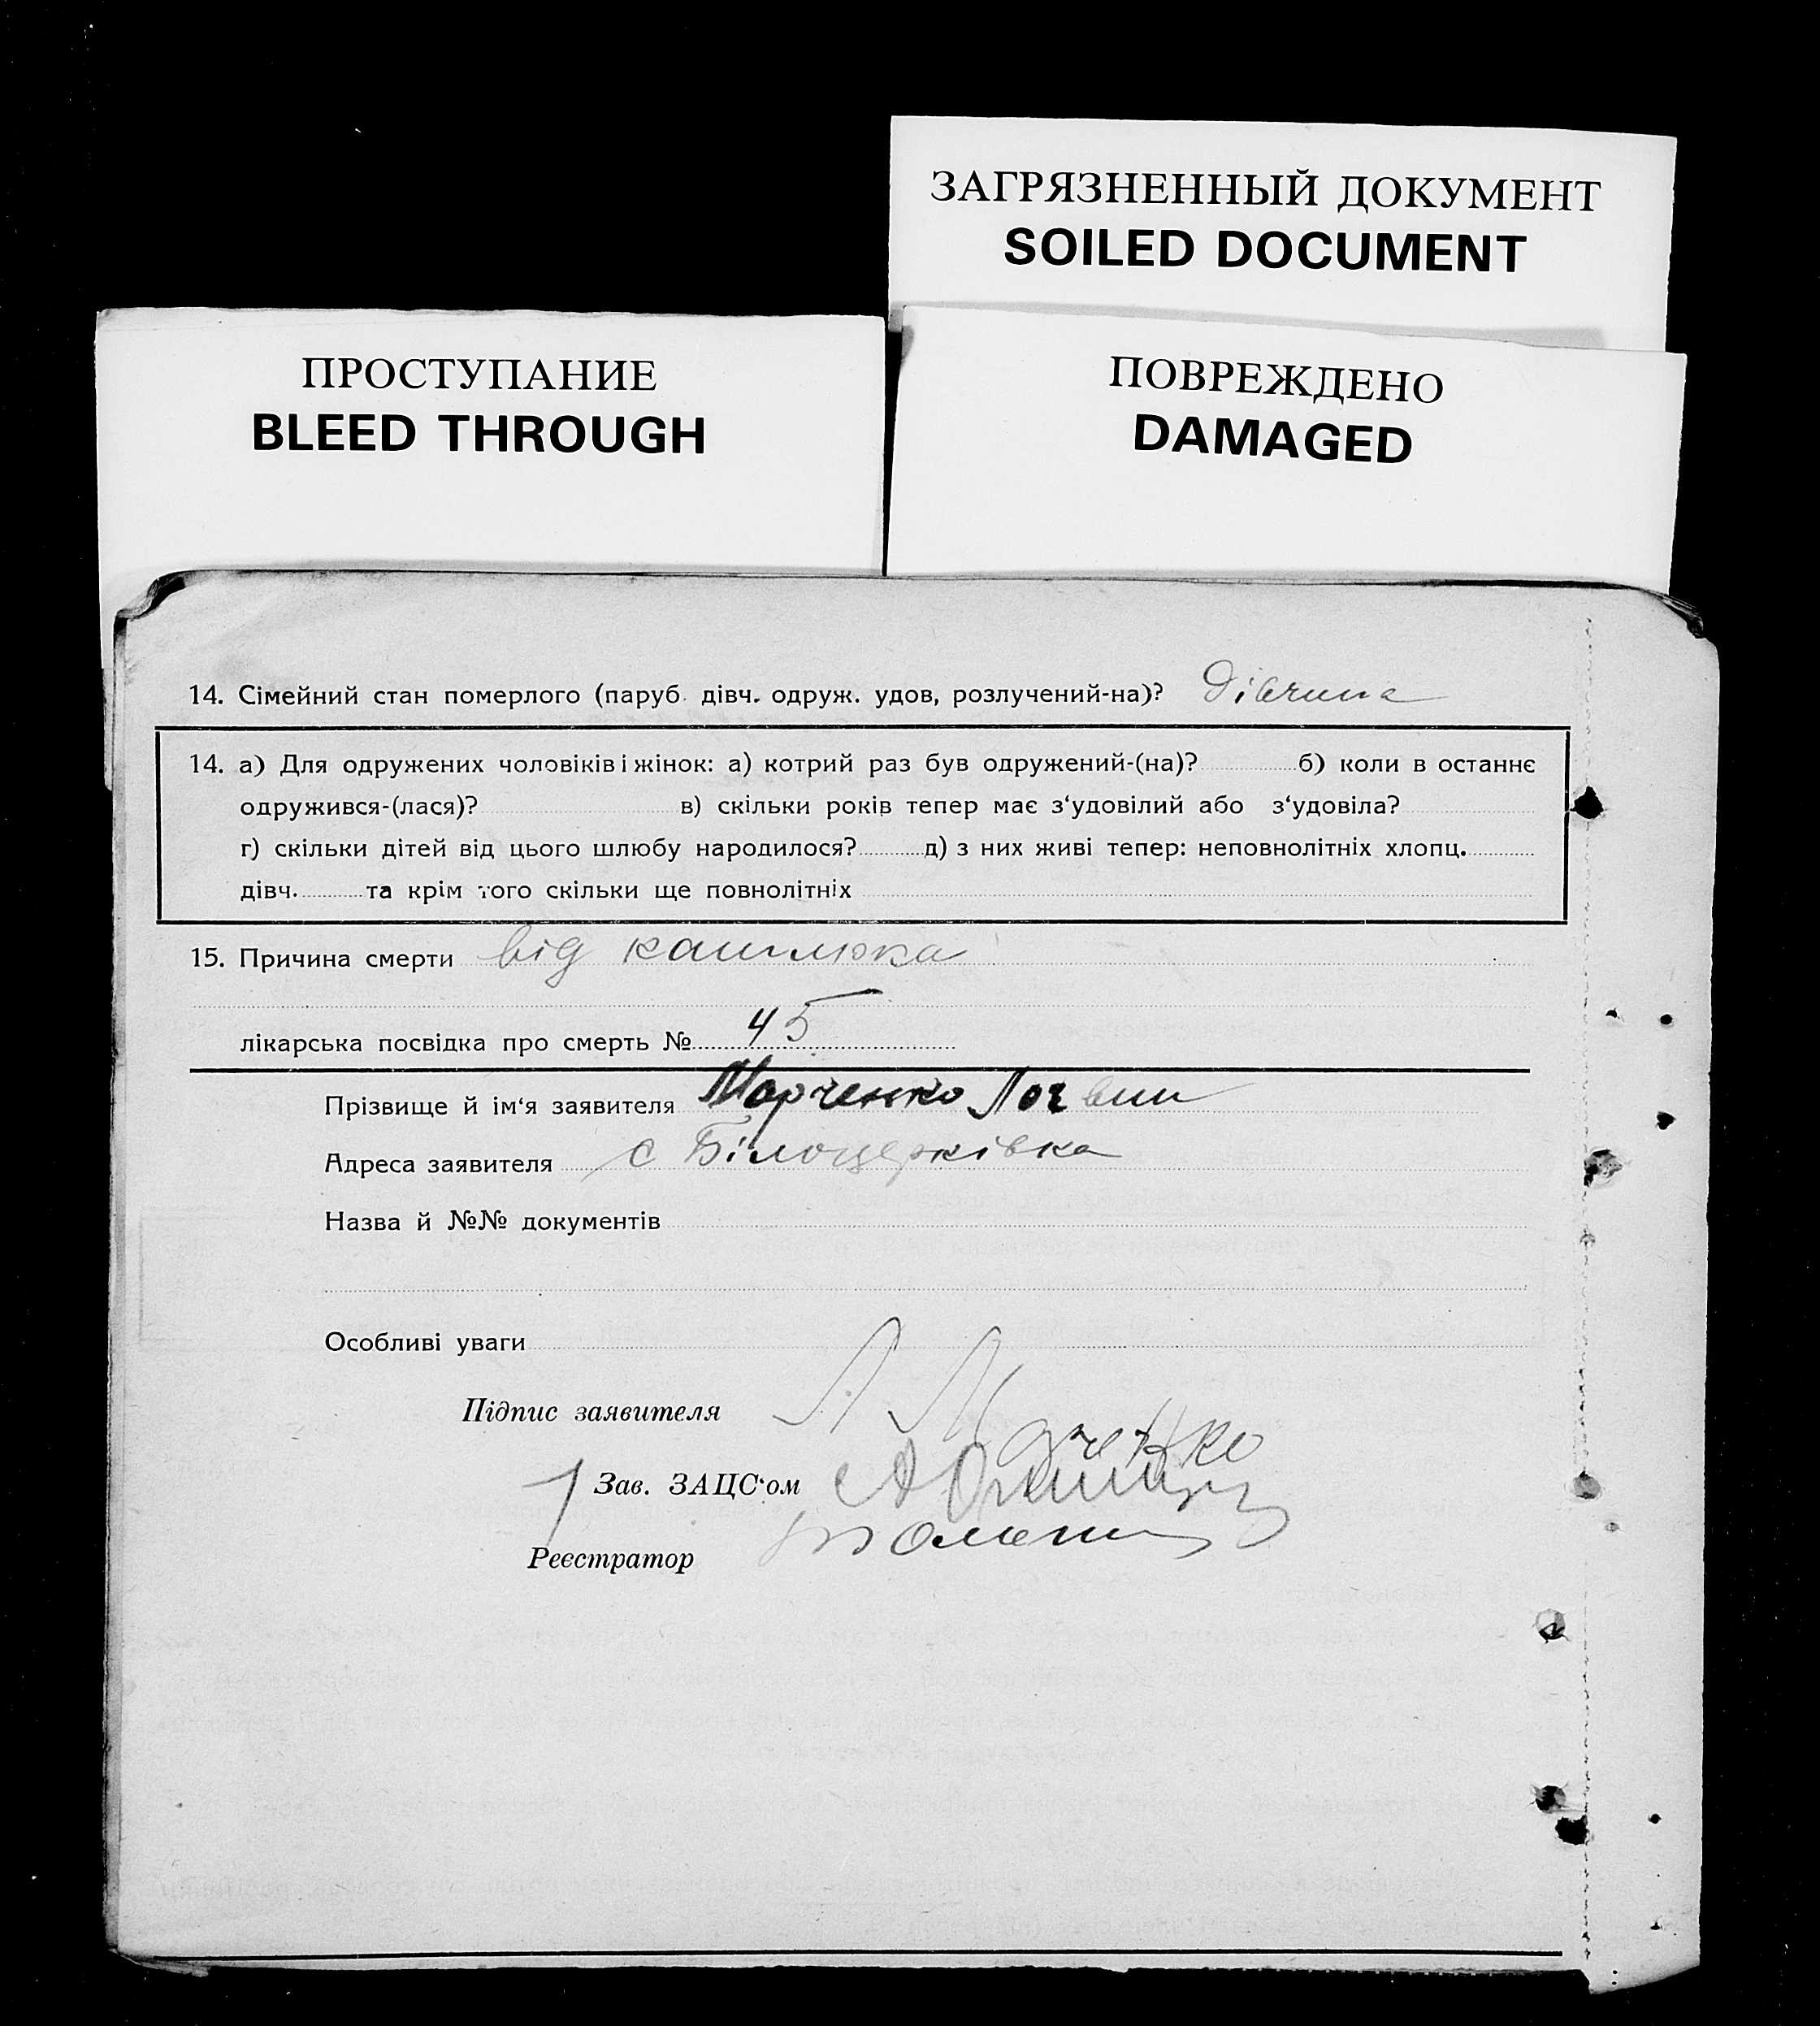 ЗАГРЯЗНЕННЫЙ ДОКУМЕНТ
SOILED DOCUMENT
ПРОСТУПАНИЕ
BLEED THROUGH
ПОВРЕЖДЕНО
DAMAGED
14. Сімейний стан померлого (паруб. дівч. одруж. удов, розлучений-на)? дівчина
14. а) Для одружених чоловіків і жінок: а) котрий раз був одружений-(на)? б) коли в останнє
одружився-(лася)? в) скільки років тепер має з‘удовілий або з‘удовіла?
г) скільки дітей від цього шлюбу народилося? д) з них живі тепер: неповнолітніх хлопц.
дівч. та крім того скільки ще повнолітніх
15. Причина смерти від кашлюка
лікарська посвідка про смерть № 45
Прізвище й ім‘я заявителя Марченко Логвин
Адреса заявителя с Білоцерківка
Назва й №№ документів
Особливі уваги
Підпис заявителя Л Марченко
Зав. ЗАЦС‘ом
Реєстратор